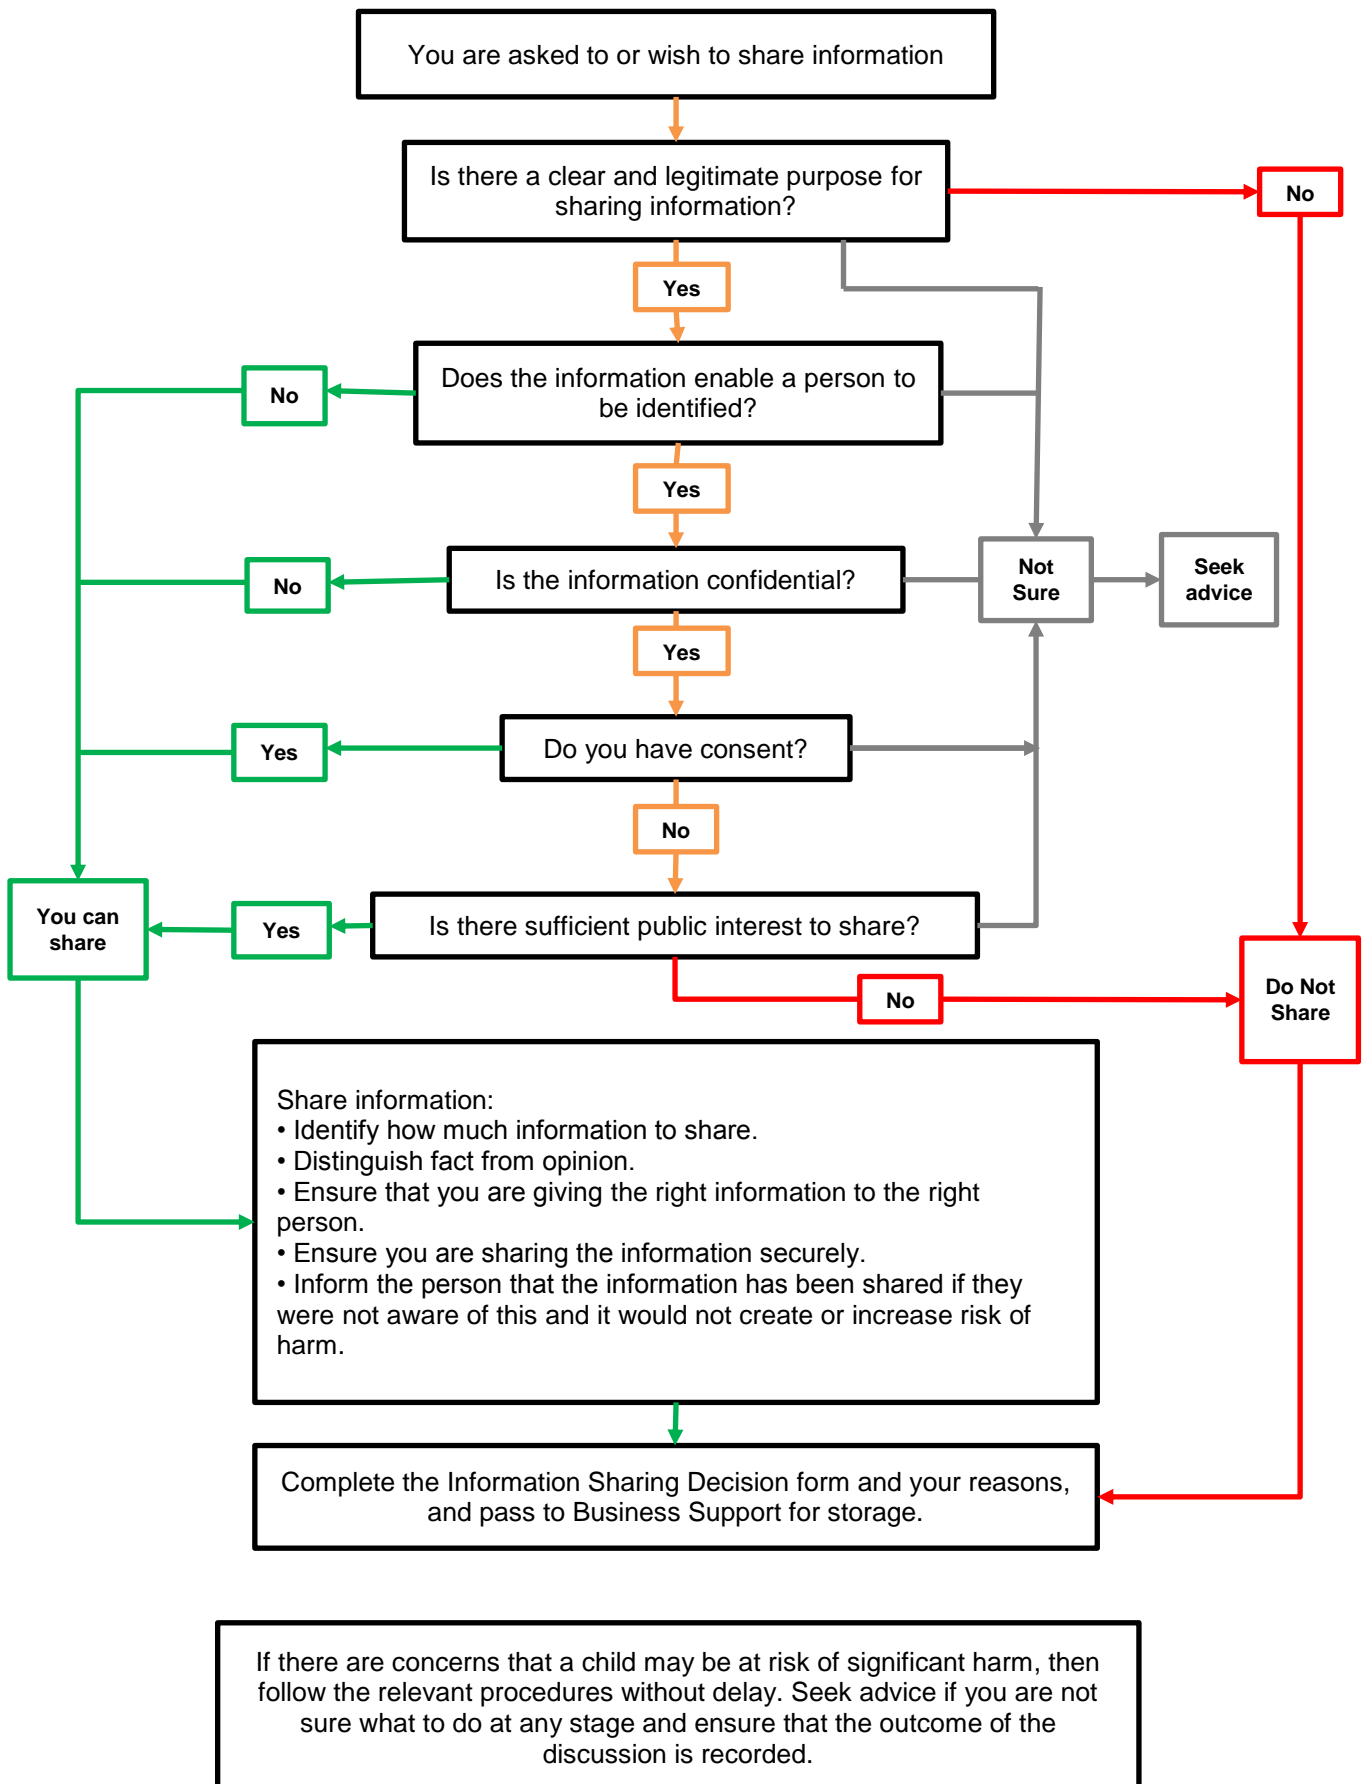 You are asked to or wish to share information
Is there a clear and legitimate purpose for
sharing information?
No
Yes
Does the information enable a person to
be identified?
No
Yes
Is the information confidential?
No
Not
Sure
Seek
advice
Yes
Do you have consent?
Yes
No
Is there sufficient public interest to share?
Yes
You can
share
No
Do Not
Share
Share information:
• Identify how much information to share.
• Distinguish fact from opinion.
• Ensure that you are giving the right information to the right
person.
• Ensure you are sharing the information securely.
• Inform the person that the information has been shared if they
were not aware of this and it would not create or increase risk of
harm.
Complete the Information Sharing Decision form and your reasons,
and pass to Business Support for storage.
If there are concerns that a child may be at risk of significant harm, then
follow the relevant procedures without delay. Seek advice if you are not
sure what to do at any stage and ensure that the outcome of the
discussion is recorded.